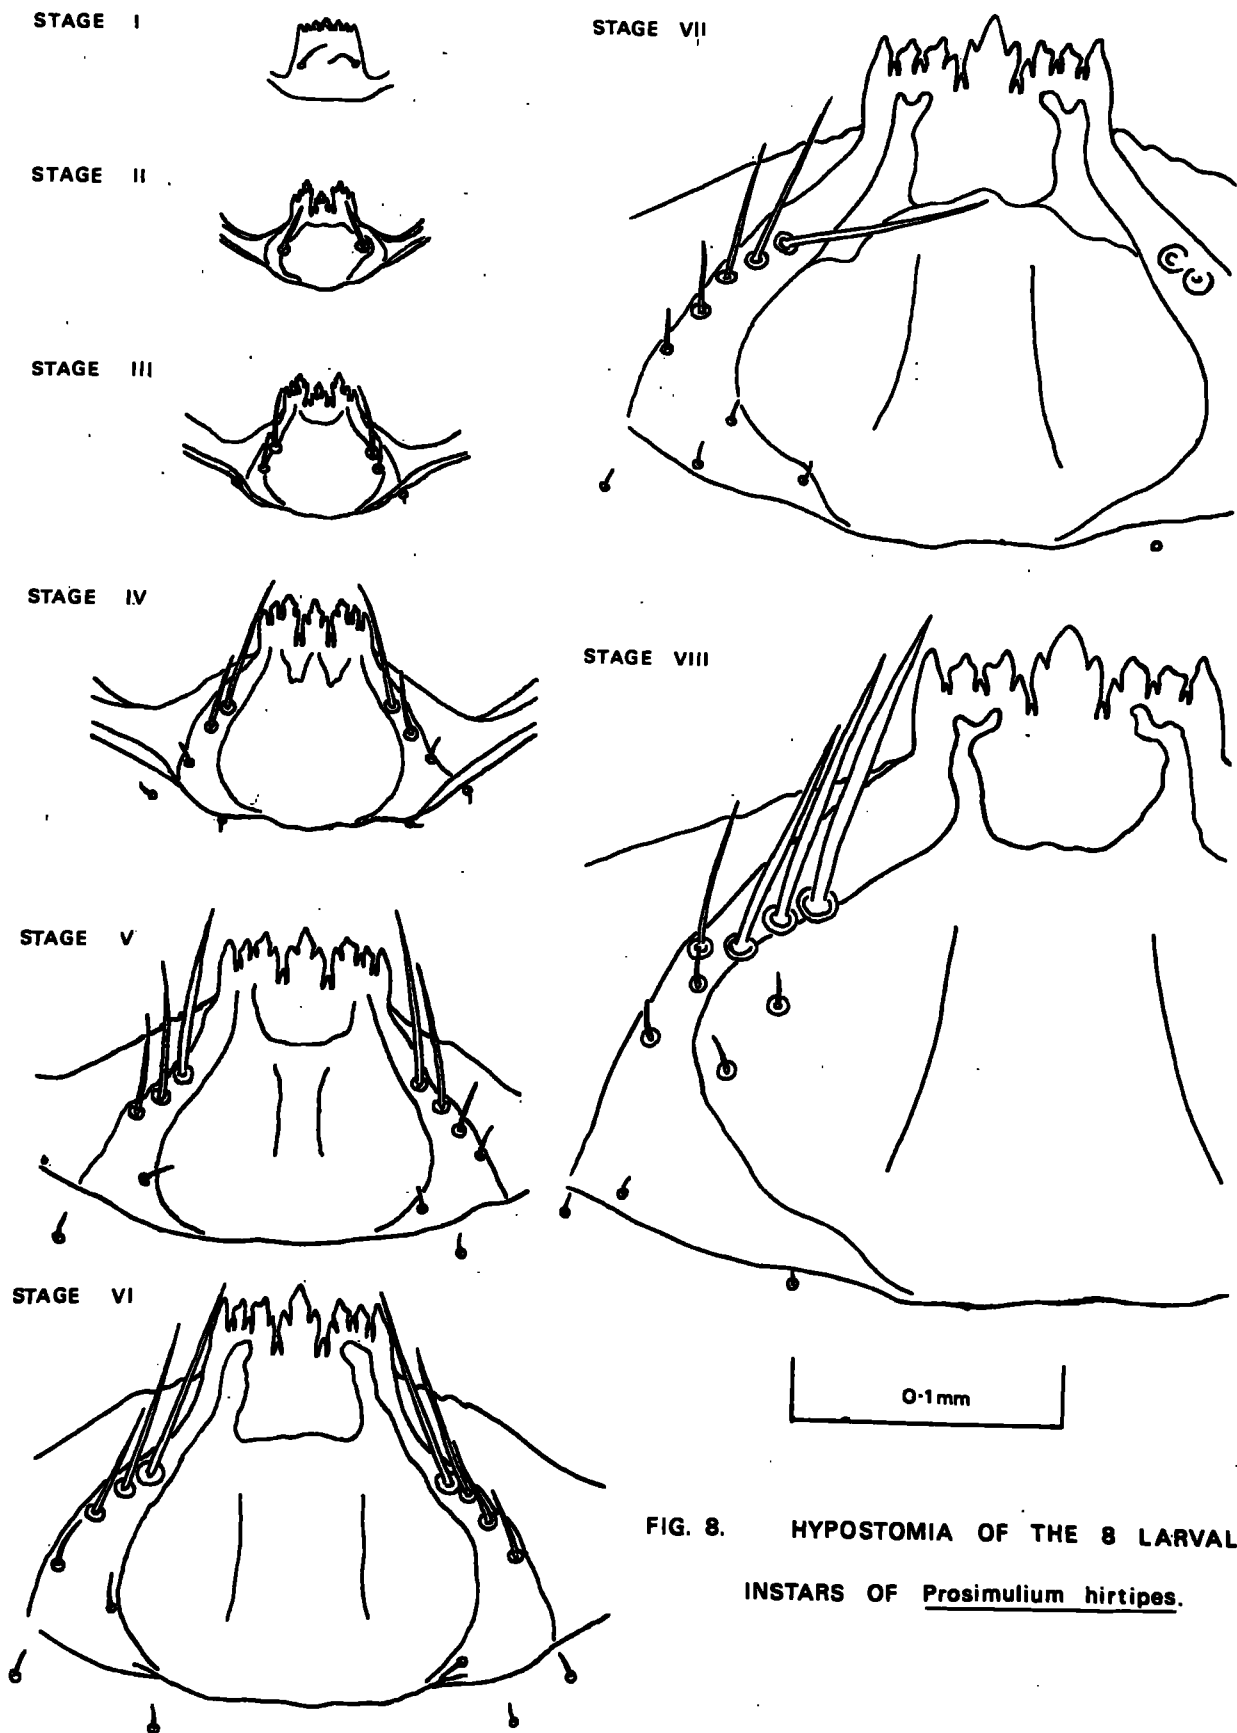 STAGE I
STAGE II
STAGE III
STAGE IV
STAGE V
STAGE VI
STAGE VII
STAGE VIII
0·1mm
FIG. 8. HYPOSTOMIA OF THE 8 LARVAL
INSTARS OF Prosimulium hirtipes.